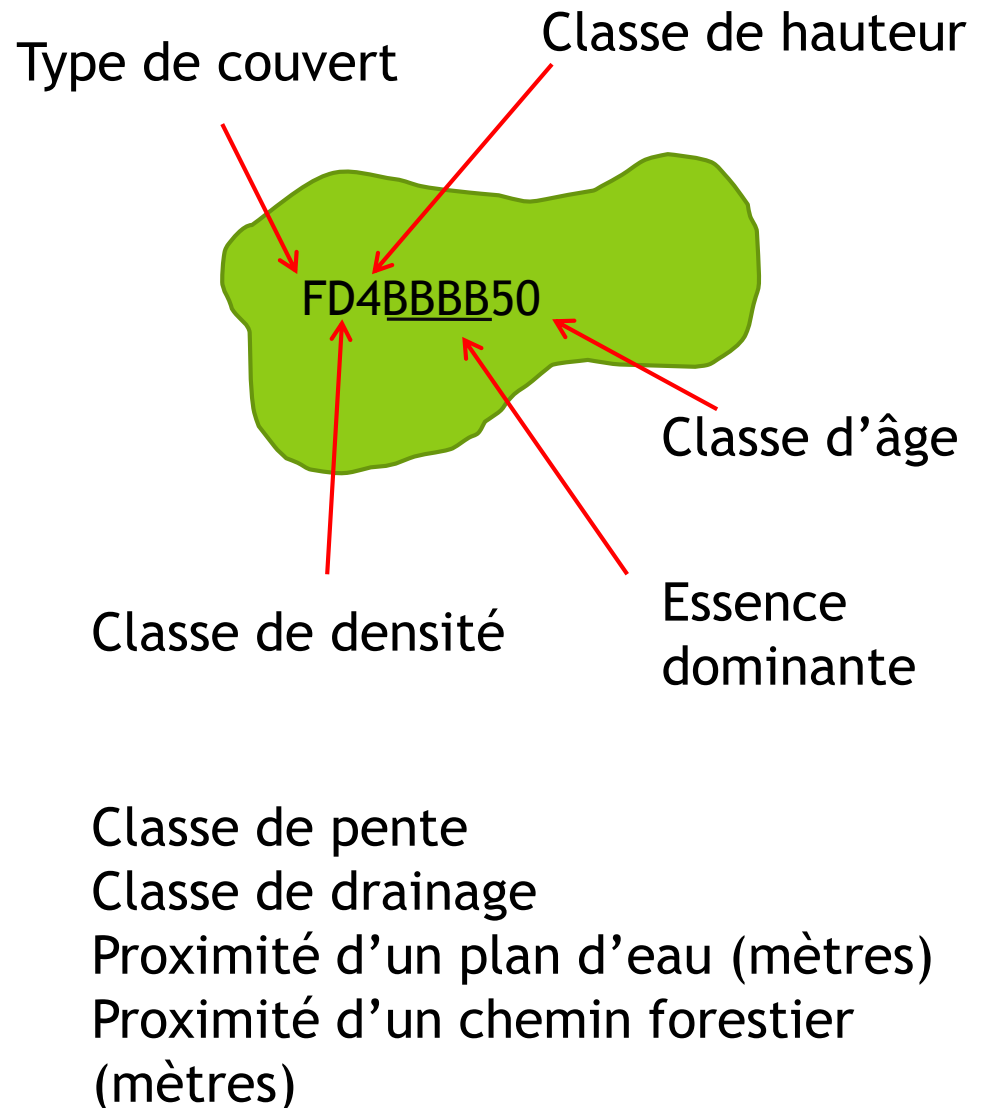 Classe de hauteur
Type de couvert
FD4BBBB50
Classe d’âge
Classe de densité
Essence
dominante
Classe de pente
Classe de drainage
Proximité d’un plan d’eau (mètres)
Proximité d’un chemin forestier
(mètres)